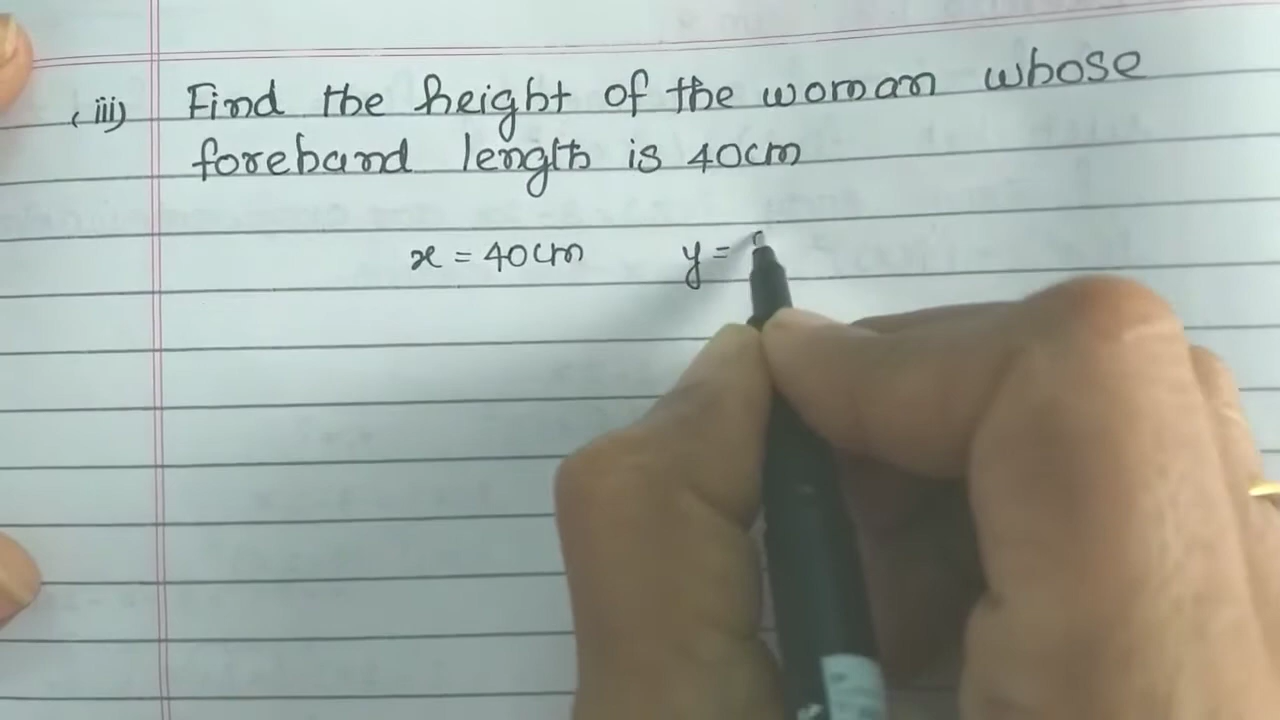 (iii) Find the height of the woman whose
forehand length is 40cm
x = 40cm y =